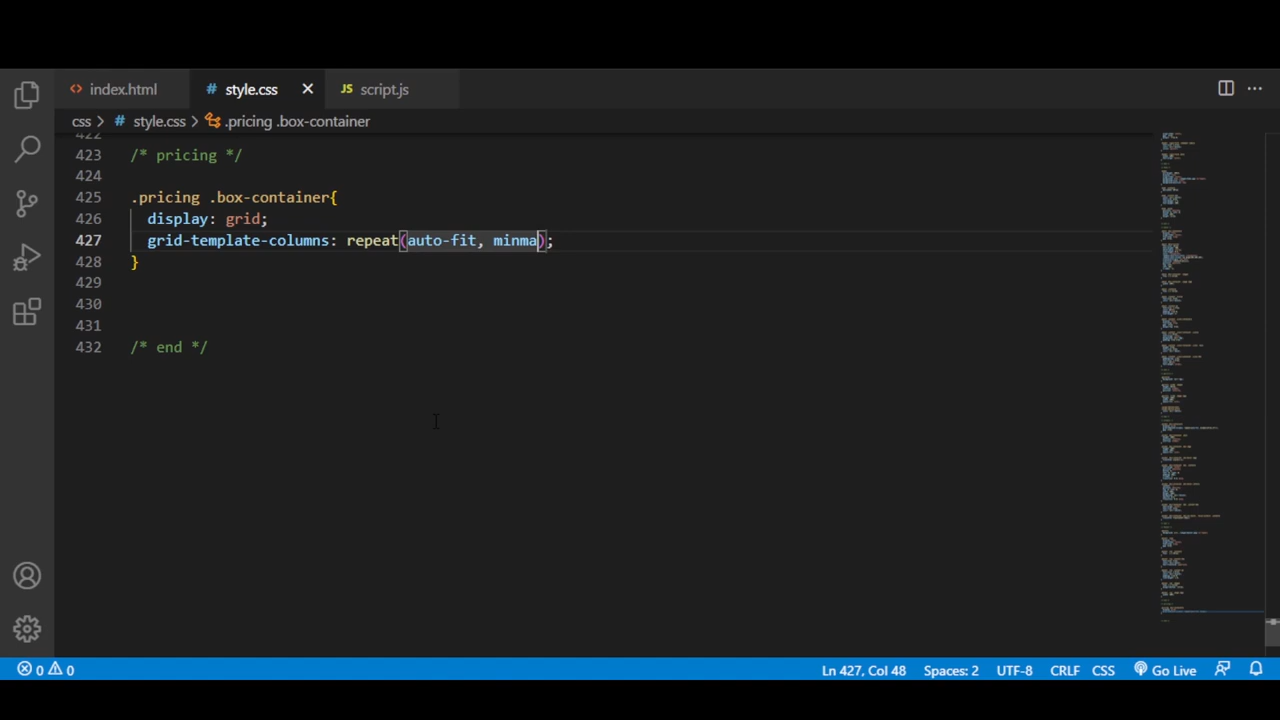 index.html
# style.css
JS script.js
css > # style.css > .pricing .box-container
422
423 /* pricing */
424
425 .pricing .box-container{
426 display: grid;
427 grid-template-columns: repeat(auto-fit, minma);
428 }
429
430
431
432 /* end */
0 0 Ln 427, Col 48 Spaces: 2 UTF-8 CRLF CSS Go Live